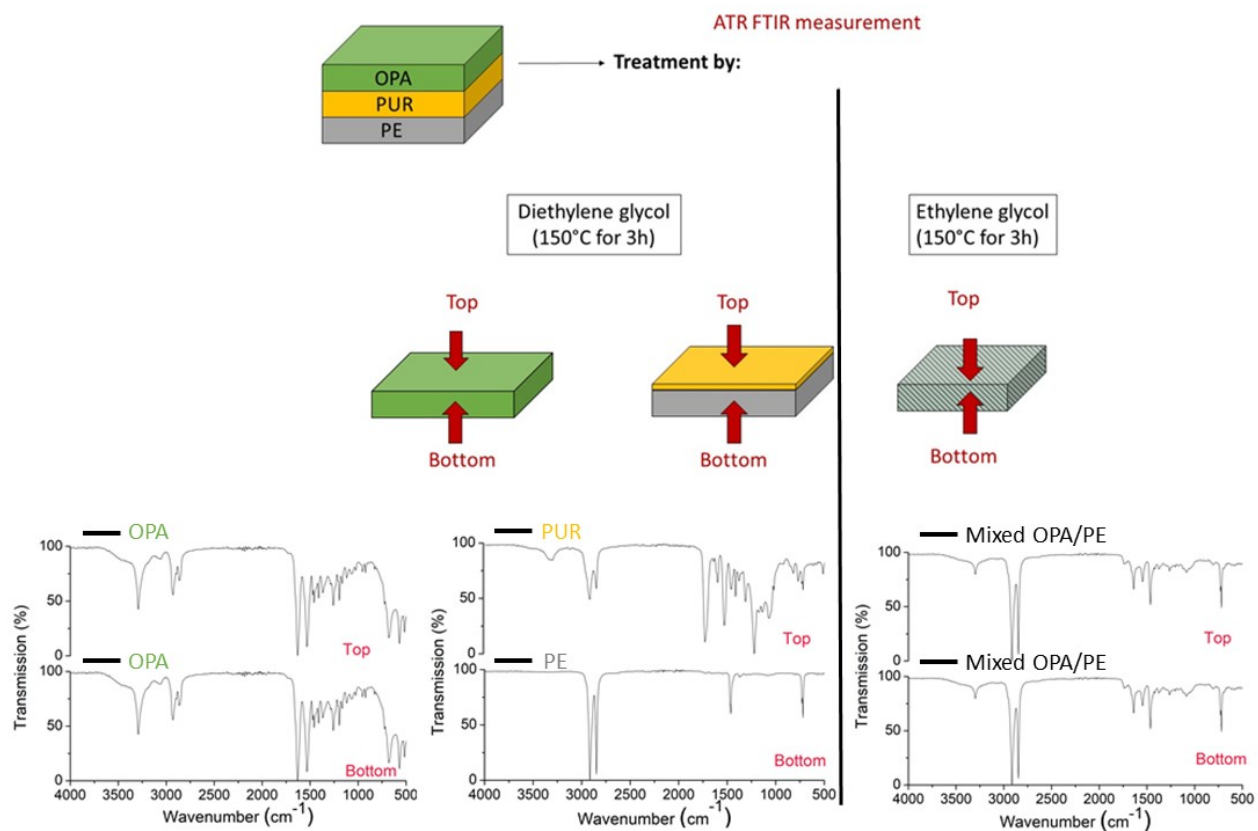 ATR FTIR measurement
OPA
PUR
PE
Treatment by:
Diethylene glycol
(150°C for 3h)
Ethylene glycol
(150°C for 3h)
Top
Top
Top
Bottom
Bottom
Bottom
OPA
100
50
0
Transmission (%)
Top
OPA
100
50
0
Transmission (%)
Bottom
4000 3500 3000 2500 2000 1500 1000 500
Wavenumber (cm⁻¹)
PUR
100
50
0
Transmission (%)
Top
PE
100
50
0
Transmission (%)
Bottom
4000 3500 3000 2500 2000 1500 1000 500
Wavenumber (cm⁻¹)
Mixed OPA/PE
100
50
Transmission (%)
Top
Mixed OPA/PE
100
50
0
Transmission (%)
Bottom
4000 3500 3000 2500 2000 1500 1000 500
Wavenumber (cm⁻¹)